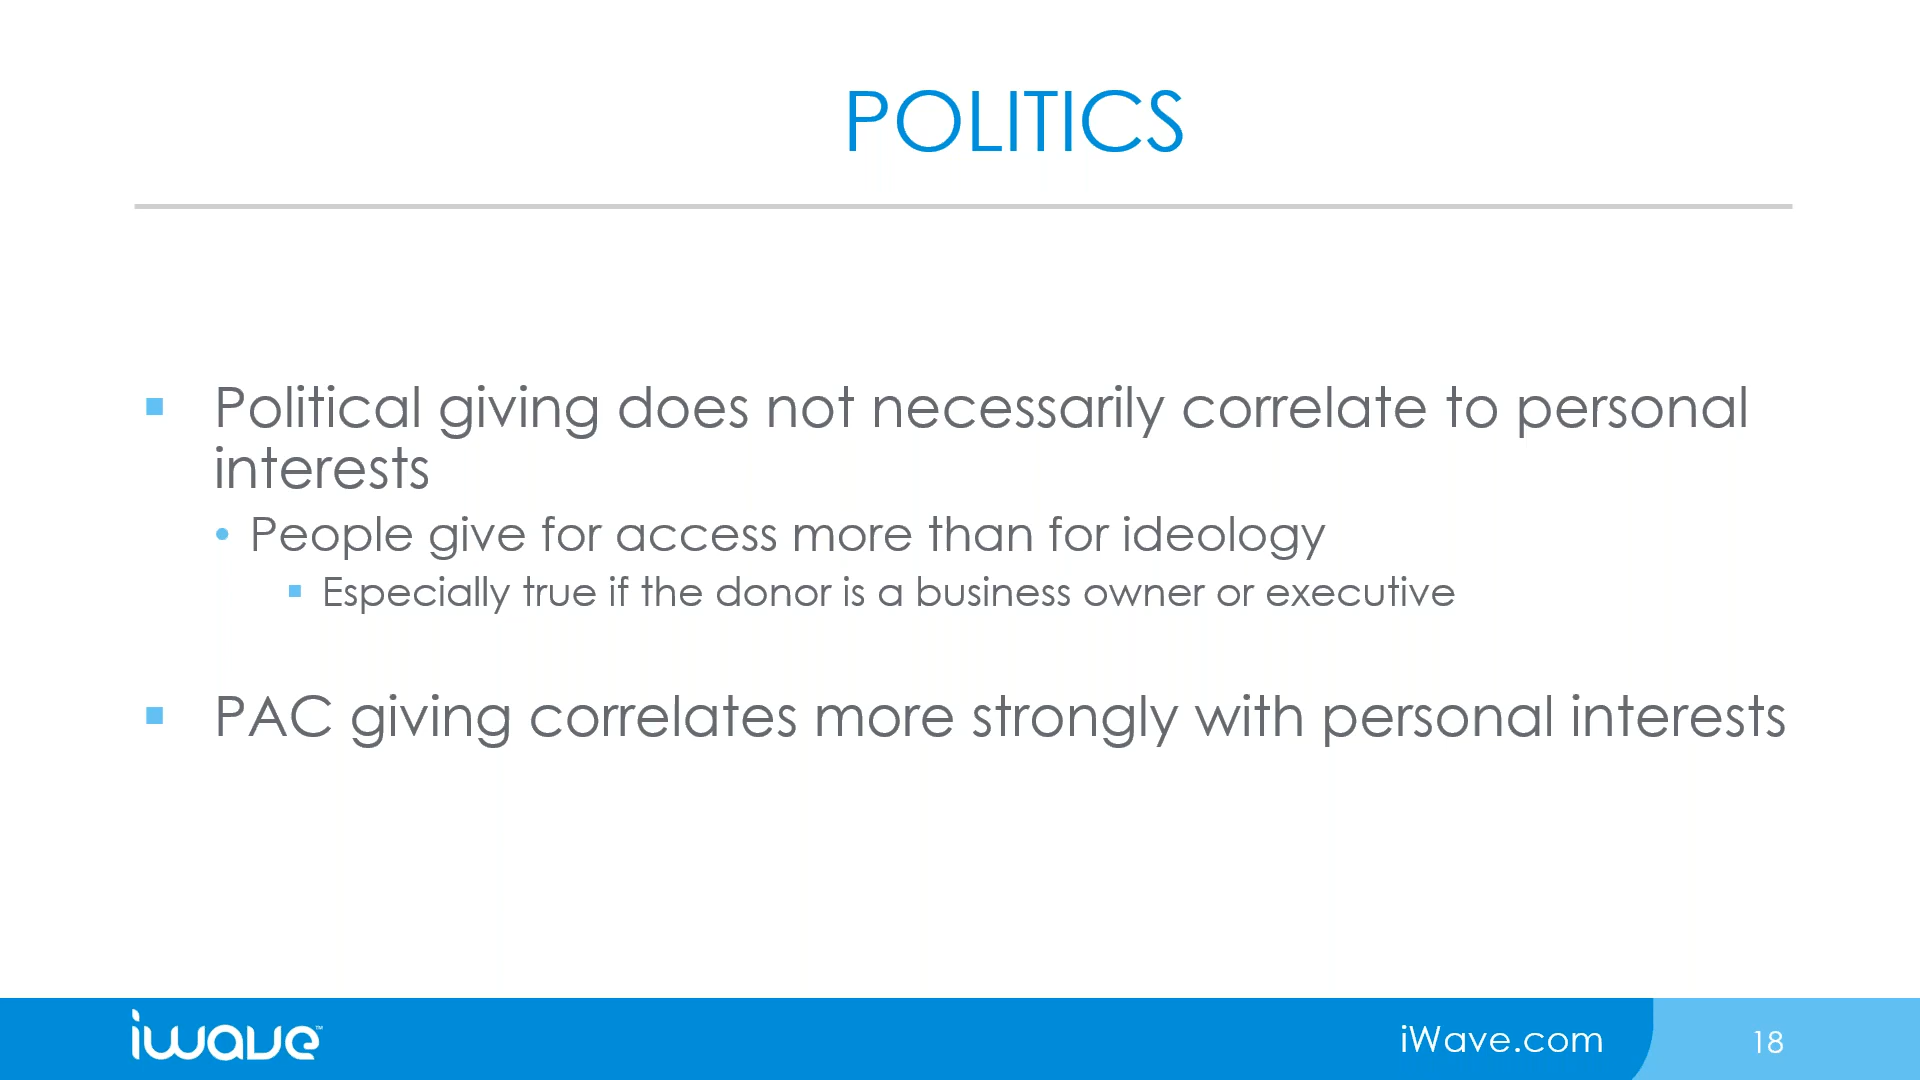 POLITICS
▪ Political giving does not necessarily correlate to personal
interests
• People give for access more than for ideology
▪ Especially true if the donor is a business owner or executive
▪ PAC giving correlates more strongly with personal interests
iwave™
iWave.com
18